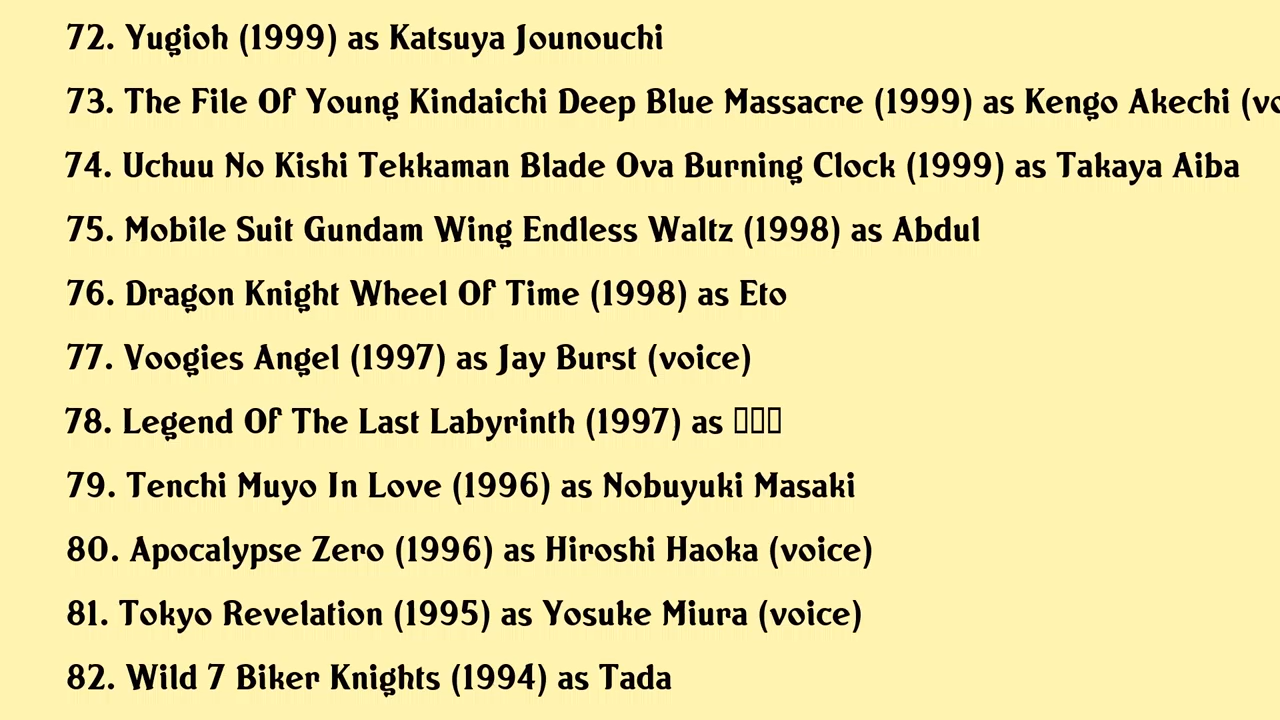 72. Yugioh (1999) as Katsuya Jounouchi
73. The File Of Young Kindaichi Deep Blue Massacre (1999) as Kengo Akechi (vo
74. Uchuu No Kishi Tekkaman Blade Ova Burning Clock (1999) as Takaya Aiba
75. Mobile Suit Gundam Wing Endless Waltz (1998) as Abdul
76. Dragon Knight Wheel Of Time (1998) as Eto
77. Voogies Angel (1997) as Jay Burst (voice)
78. Legend Of The Last Labyrinth (1997) as
79. Tenchi Muyo In Love (1996) as Nobuyuki Masaki
80. Apocalypse Zero (1996) as Hiroshi Haoka (voice)
81. Tokyo Revelation (1995) as Yosuke Miura (voice)
82. Wild 7 Biker Knights (1994) as Tada